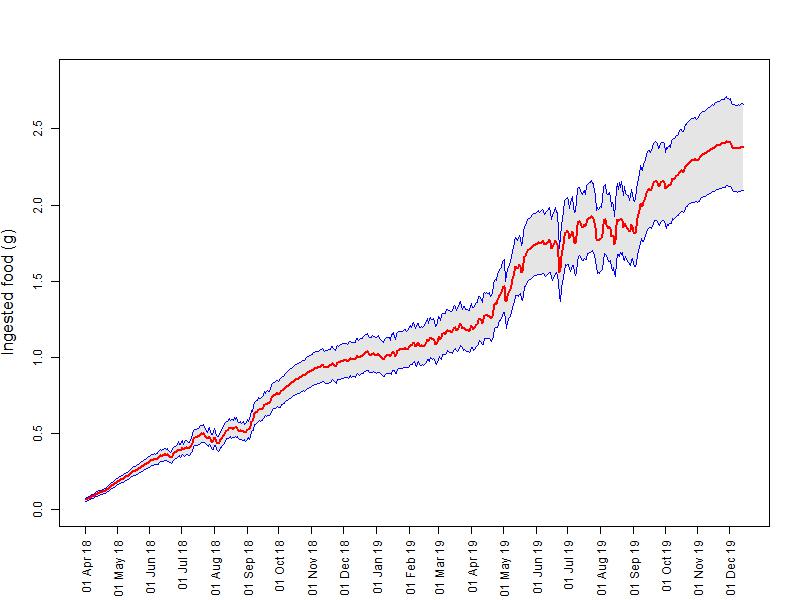 Ingested food (g)
2.5
2.0
1.5
1.0
0.5
0.0
01 Apr 18
01 May 18
01 Jun 18
01 Jul 18
01 Aug 18
01 Sep 18
01 Oct 18
01 Nov 18
01 Dec 18
01 Jan 19
01 Feb 19
01 Mar 19
01 Apr 19
01 May 19
01 Jun 19
01 Jul 19
01 Aug 19
01 Sep 19
01 Oct 19
01 Nov 19
01 Dec 19